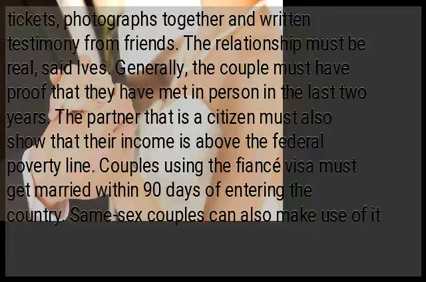 tickets, photographs together and written
testimony from friends. The relationship must be
real, said Ives. Generally, the couple must have
proof that they have met in person in the last two
years. The partner that is a citizen must also
show that their income is above the federal
poverty line. Couples using the fiancé visa must
get married within 90 days of entering the
country. Same-sex couples can also make use of it